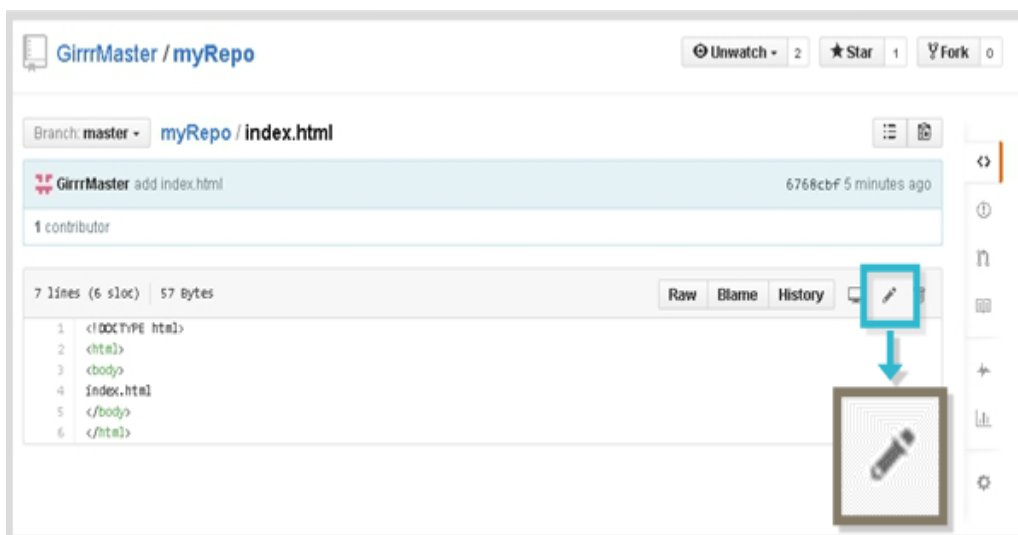 GirrrMaster / myRepo
Unwatch 2 Star 1 Fork 0
Branch: master myRepo / index.html
GirrrMaster add index.html 6768cbf 5 minutes ago
1 contributor
7 lines (6 sloc) 57 Bytes Raw Blame History
1 <!DOCTYPE html>
2 <html>
3 <body>
4 index.html
5 </body>
6 </html>